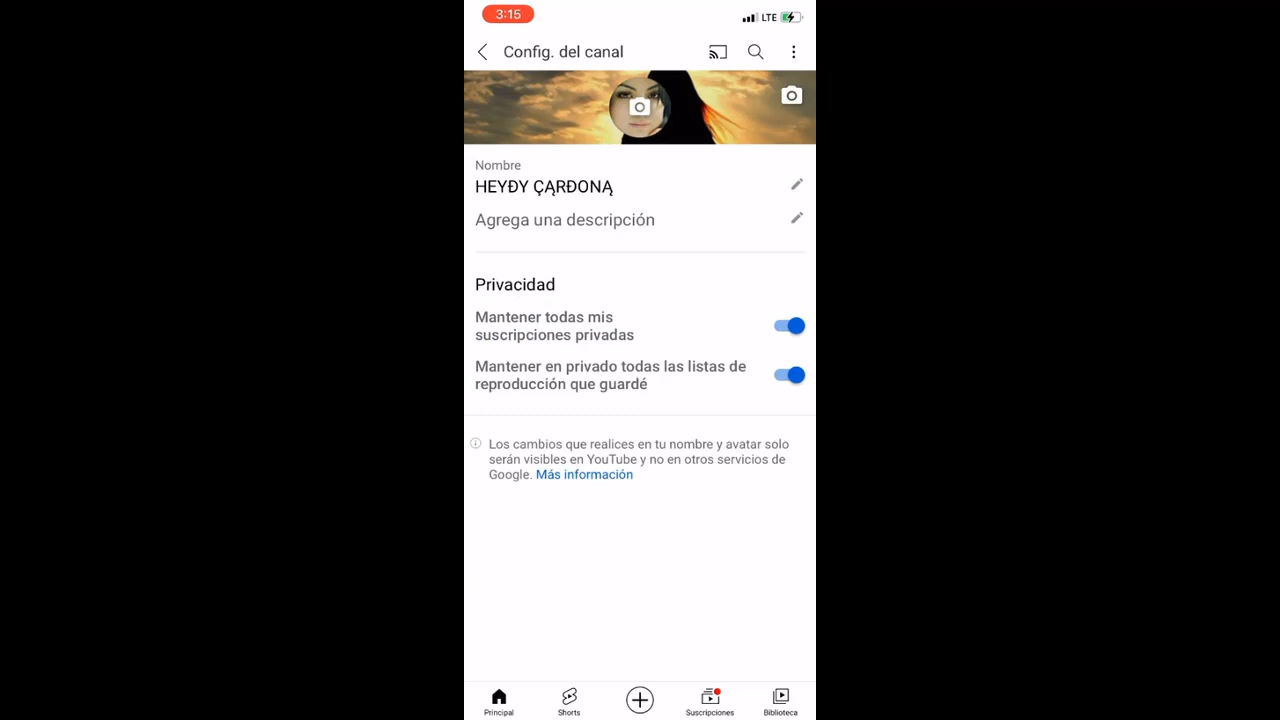 3:15
LTE
Config. del canal
Nombre
HEYĐY ÇĄRĐONĄ
Agrega una descripción
Privacidad
Mantener todas mis
suscripciones privadas
Mantener en privado todas las listas de
reproducción que guardé
Los cambios que realices en tu nombre y avatar solo
serán visibles en YouTube y no en otros servicios de
Google. Más información
Principal
Shorts
Suscripciones
Biblioteca